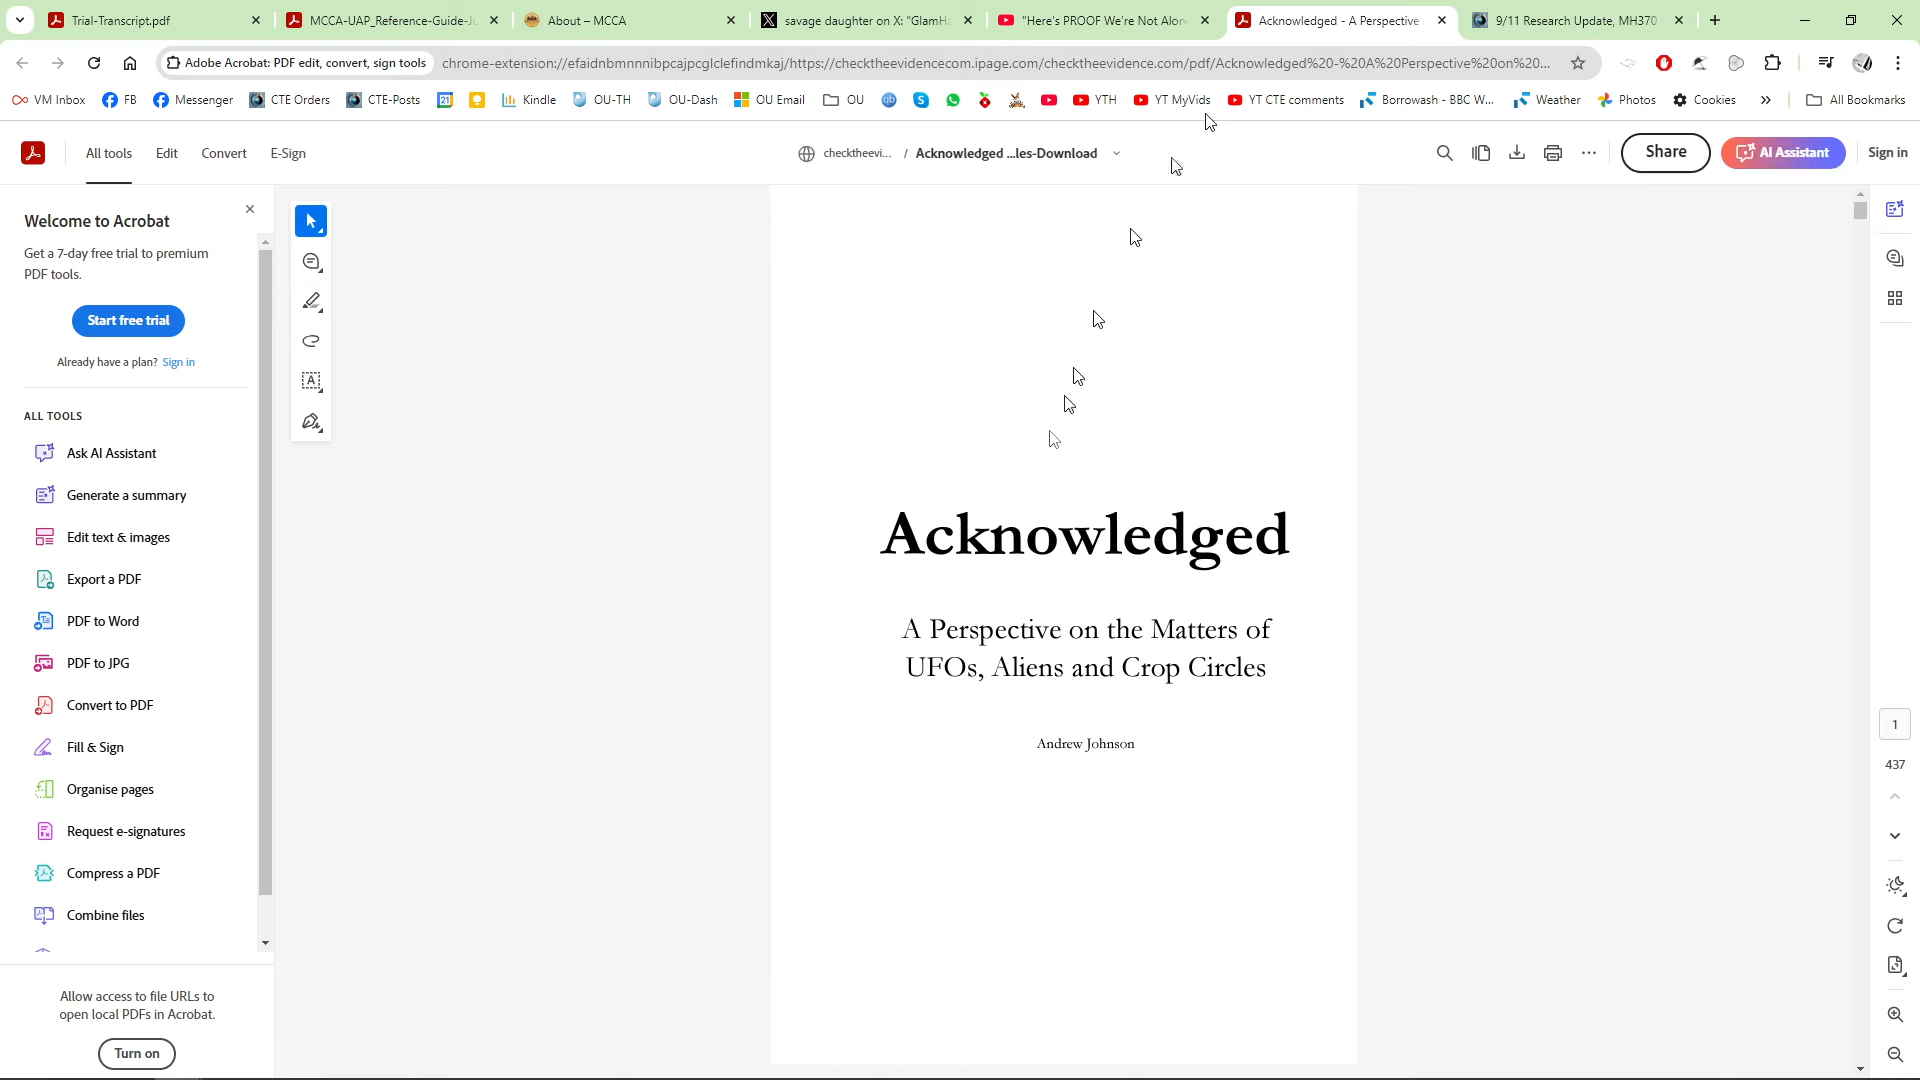 Trial-Transcript.pdf
MCCA-UAP_Reference-Guide-Ju
About – MCCA
savage daughter on X: "GlamHa
"Here's PROOF We're Not Alon
Acknowledged - A Perspective
9/11 Research Update, MH370
Adobe Acrobat: PDF edit, convert, sign tools
chrome-extension://efaidnbmnnnibpcajpcglclefindmkaj/https://checktheevidencecom.ipage.com/checktheevidence.com/pdf/Acknowledged%20-%20A%20Perspective%20on%20...
VM Inbox
FB
Messenger
CTE Orders
CTE-Posts
Kindle
OU-TH
OU-Dash
OU Email
OU
YTH
YT MyVids
YT CTE comments
Borrowash - BBC W...
Weather
Photos
Cookies
All Bookmarks
All tools
Edit
Convert
E-Sign
checktheevi... / Acknowledged ...les-Download
Share
AI Assistant
Sign in
Welcome to Acrobat
Get a 7-day free trial to premium
PDF tools.
Start free trial
Already have a plan? Sign in
ALL TOOLS
Ask AI Assistant
Generate a summary
Edit text & images
Export a PDF
PDF to Word
PDF to JPG
Convert to PDF
Fill & Sign
Organise pages
Request e-signatures
Compress a PDF
Combine files
Allow access to file URLs to
open local PDFs in Acrobat.
Turn on
Acknowledged
A Perspective on the Matters of
UFOs, Aliens and Crop Circles
Andrew Johnson
1
437